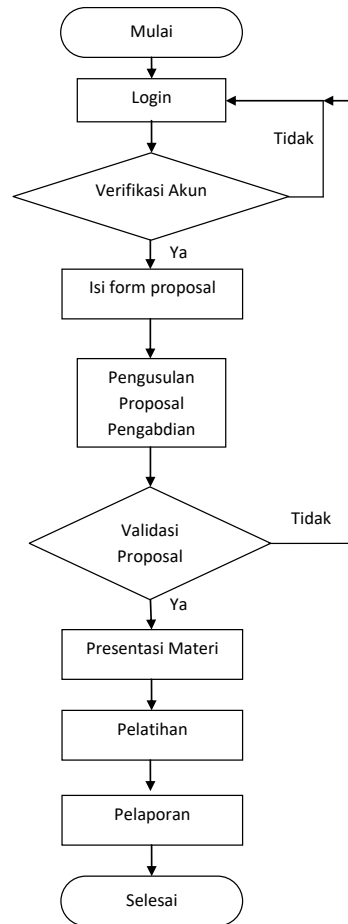 Mulai
Login
Tidak
Verifikasi Akun
Ya
Isi form proposal
Pengusulan
Proposal
Pengabdian
Tidak
Validasi
Proposal
Ya
Presentasi Materi
Pelatihan
Pelaporan
Selesai